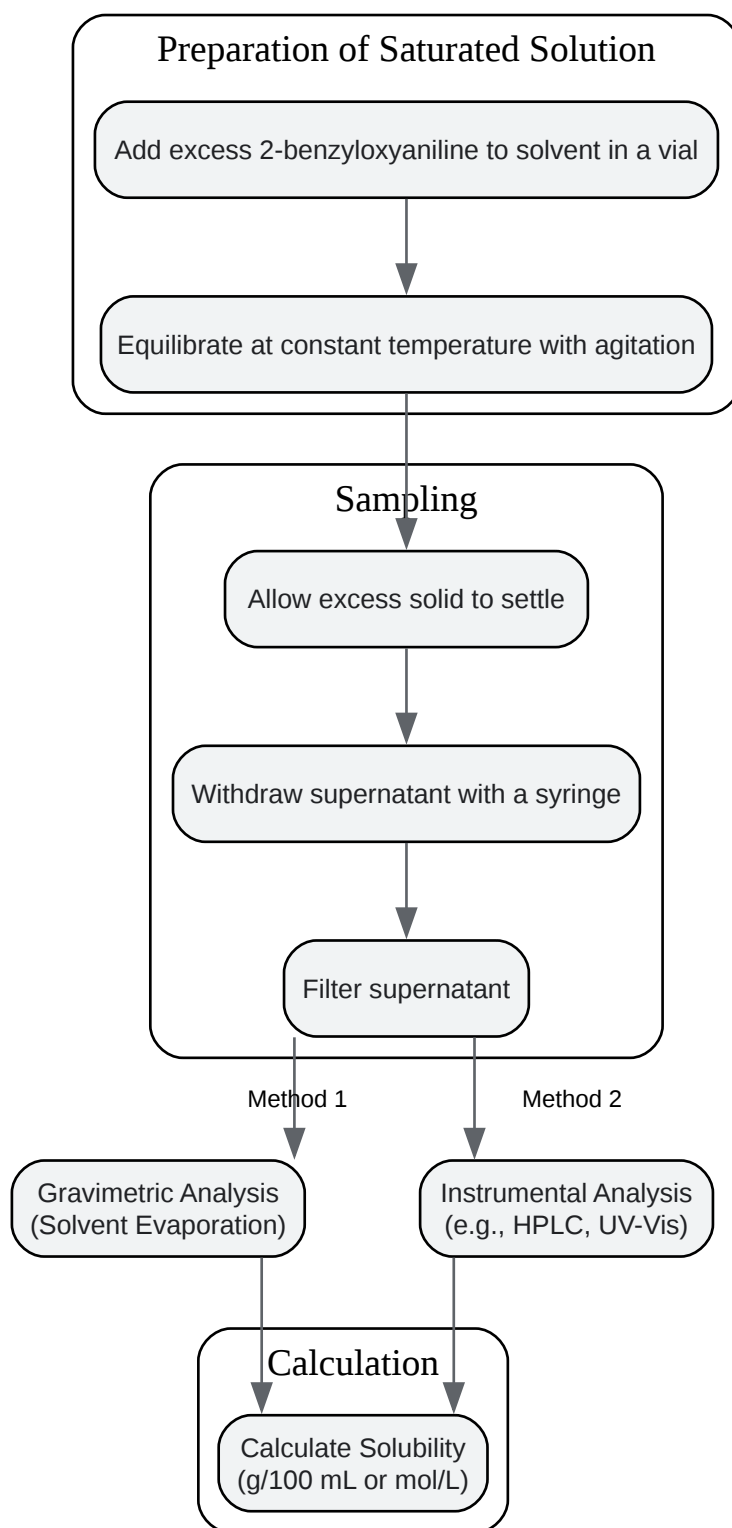 Preparation of Saturated Solution
Add excess 2-benzyloxyaniline to solvent in a vial
Equilibrate at constant temperature with agitation
Sampling
Allow excess solid to settle
Withdraw supernatant with a syringe
Filter supernatant
Method 1
Method 2
Gravimetric Analysis
(Solvent Evaporation)
Instrumental Analysis
(e.g., HPLC, UV-Vis)
Calculation
Calculate Solubility
(g/100 mL or mol/L)